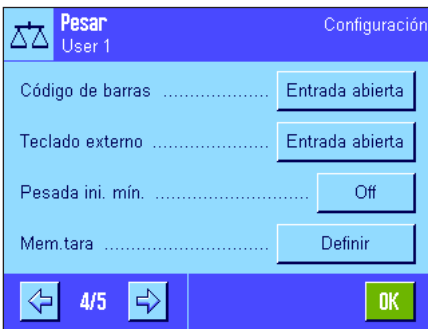 Pesar
Configuración
User 1
Código de barras ................... Entrada abierta
Teclado externo .................... Entrada abierta
Pesada ini. mín. .......................... Off
Mem.tara ............................ Definir
4/5
OK